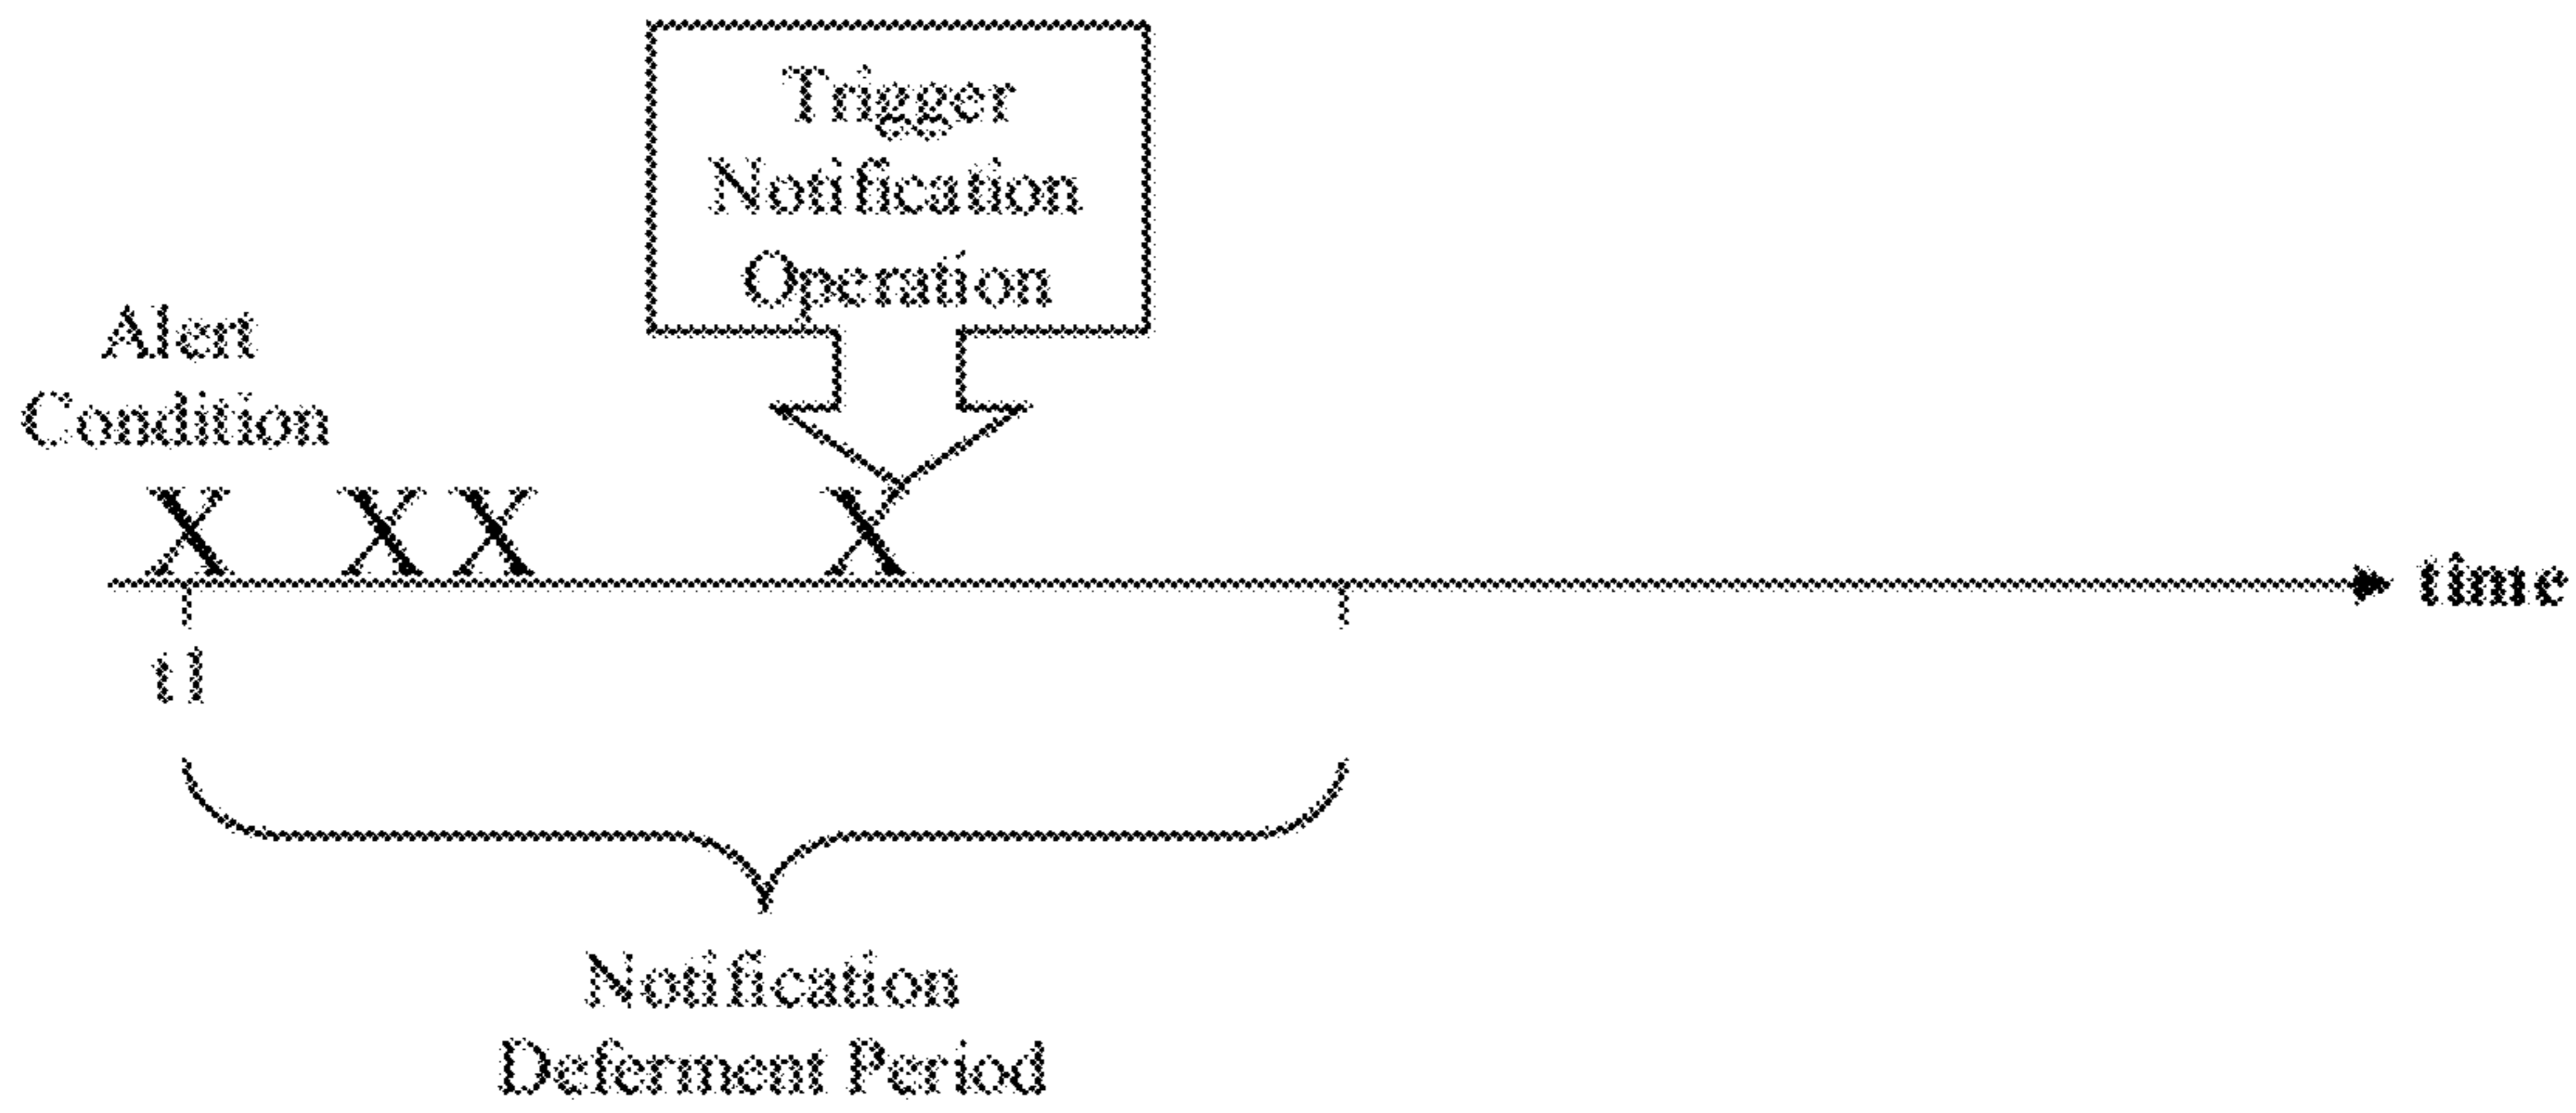 Trigger
Notification
Operation
Alert
Condition
X X X X
time
t1
Notification
Deferment Period